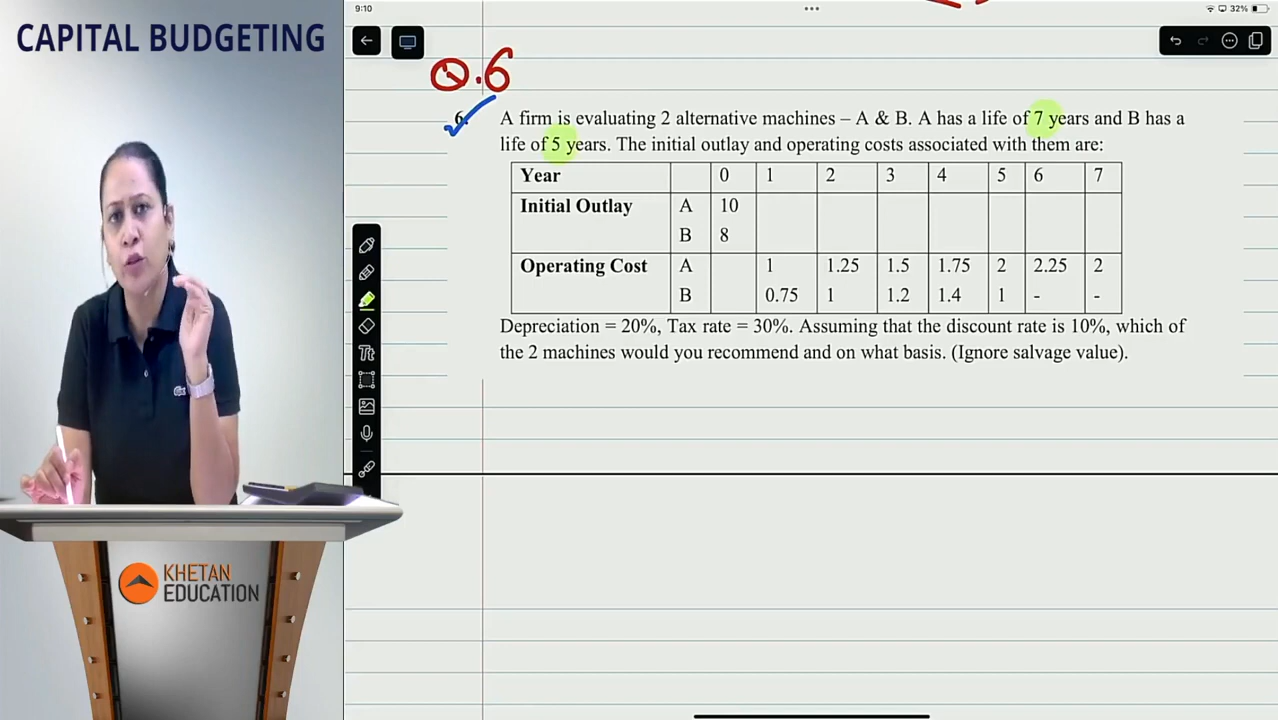 CAPITAL BUDGETING
9:10
32%
Q.6
6. A firm is evaluating 2 alternative machines – A & B. A has a life of 7 years and B has a
life of 5 years. The initial outlay and operating costs associated with them are:
Year 0 1 2 3 4 5 6 7
Initial Outlay A 10
B 8
Operating Cost A 1 1.25 1.5 1.75 2 2.25 2
B 0.75 1 1.2 1.4 1 - -
Depreciation = 20%, Tax rate = 30%. Assuming that the discount rate is 10%, which of
the 2 machines would you recommend and on what basis. (Ignore salvage value).
Tt
KHETAN
EDUCATION